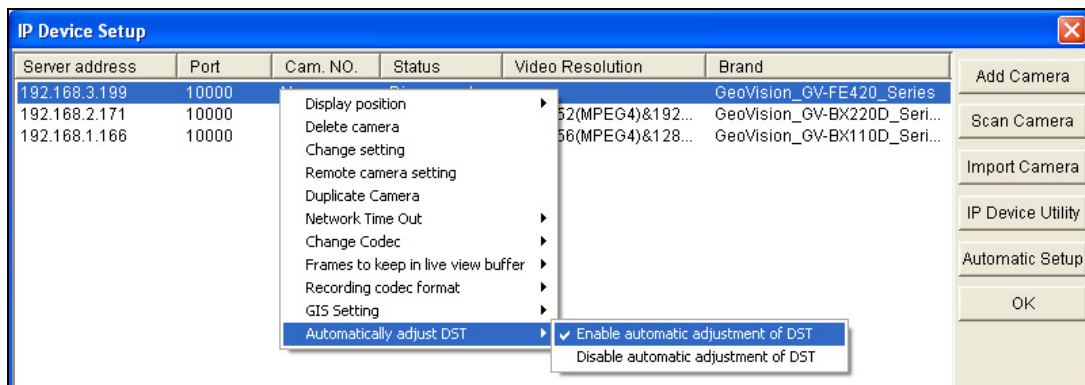 IP Device Setup
Server address Port Cam. NO. Status Video Resolution Brand
192.168.3.199 10000 GeoVision_GV-FE420_Series
192.168.2.171 10000 52(MPEG4)&192... GeoVision_GV-BX220D_Seri...
192.168.1.166 10000 56(MPEG4)&128... GeoVision_GV-BX110D_Seri...
Display position
Delete camera
Change setting
Remote camera setting
Duplicate Camera
Network Time Out
Change Codec
Frames to keep in live view buffer
Recording codec format
GIS Setting
Automatically adjust DST
Enable automatic adjustment of DST
Disable automatic adjustment of DST
Add Camera
Scan Camera
Import Camera
IP Device Utility
Automatic Setup
OK